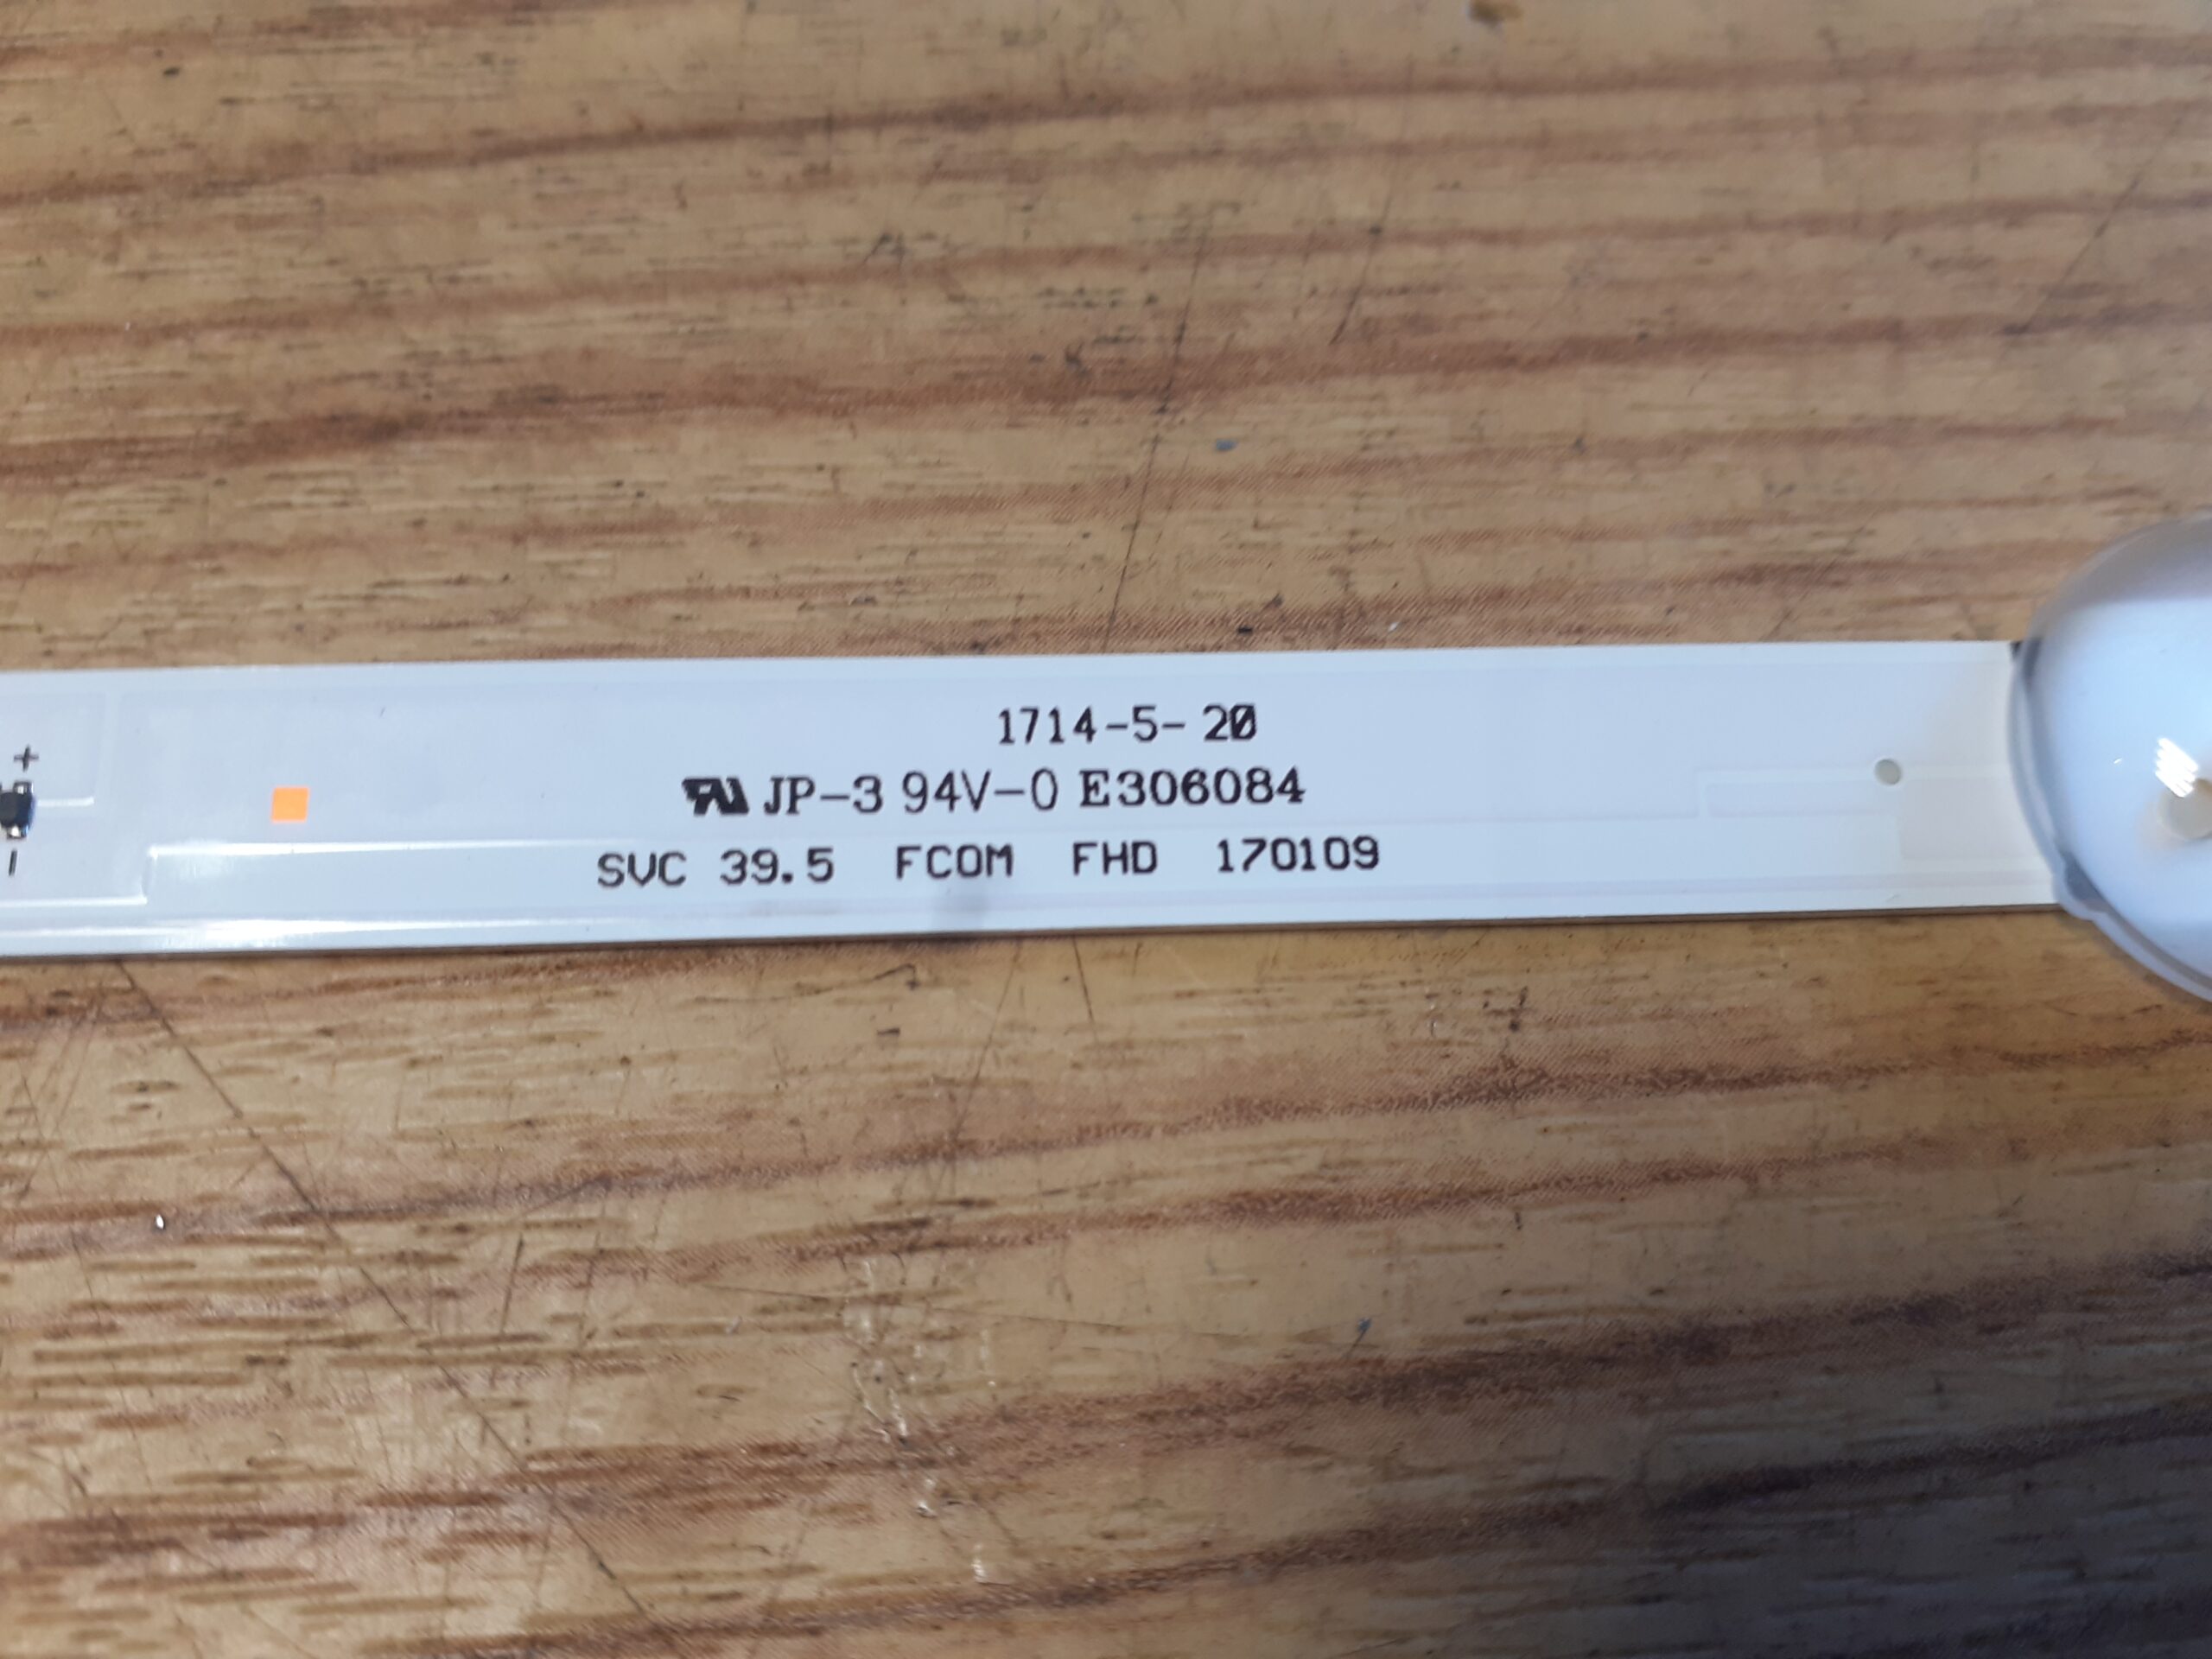 1714-5-20
JP-3 94V-0 E306084
SVC 39.5 FCOM FHD 170109
+
-